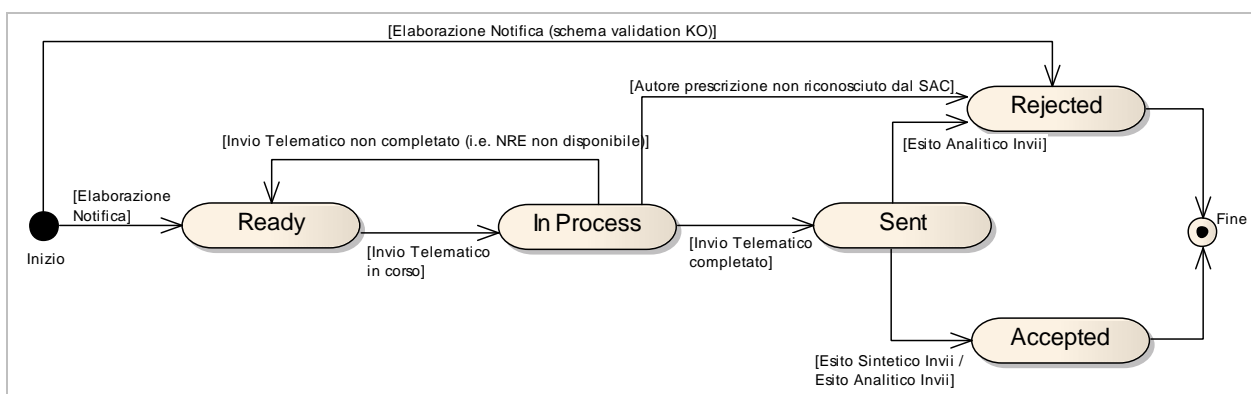 [Elaborazione Notifica (schema validation KO)]
[Autore prescrizione non riconosciuto dal SAC]
Rejected
[Invio Telematico non completato (i.e. NRE non disponibile)]
[Esito Analitico Invii]
[Elaborazione
Notifica]
Ready
In Process
Sent
Fine
Inizio
[Invio Telematico
in corso]
[Invio Telematico
completato]
Accepted
[Esito Sintetico Invii /
Esito Analitico Invii]